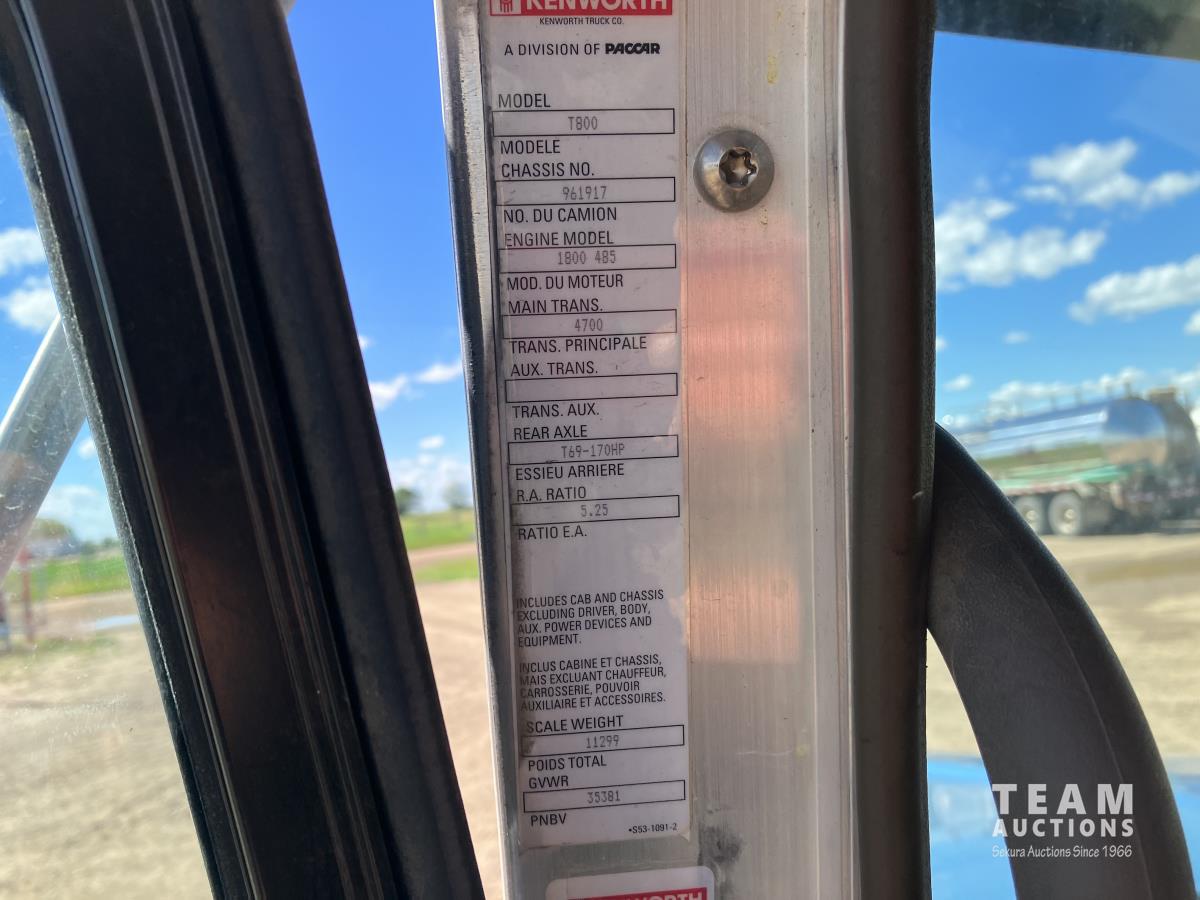 KENWORTH
KENWORTH TRUCK CO.
A DIVISION OF PACCAR
MODEL
T800
MODELE
CHASSIS NO.
961917
NO. DU CAMION
ENGINE MODEL
1800 485
MOD. DU MOTEUR
MAIN TRANS.
4700
TRANS. PRINCIPALE
AUX. TRANS.
TRANS. AUX.
REAR AXLE
T69-170HP
ESSIEU ARRIERE
R.A. RATIO
5.25
RATIO E.A.
INCLUDES CAB AND CHASSIS
EXCLUDING DRIVER, BODY,
AUX. POWER DEVICES AND
EQUIPMENT.
INCLUS CABINE ET CHASSIS,
MAIS EXCLUANT CHAUFFEUR,
CARROSSERIE, POUVOIR
AUXILIAIRE ET ACCESSOIRES.
SCALE WEIGHT
11299
POIDS TOTAL
GVWR
35381
PNBV
•S53-1091-2
KENWORTH
TEAM
AUCTIONS
Sekura Auctions Since 1966